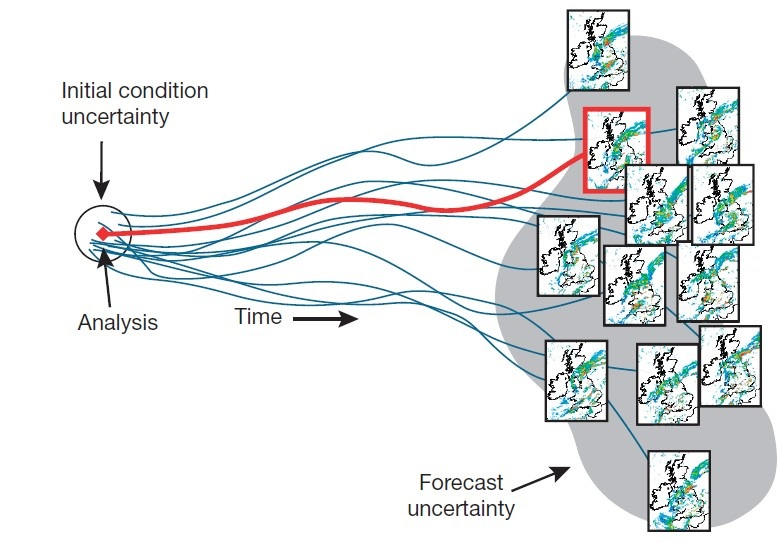 Initial condition
uncertainty
Analysis
Time
Forecast
uncertainty